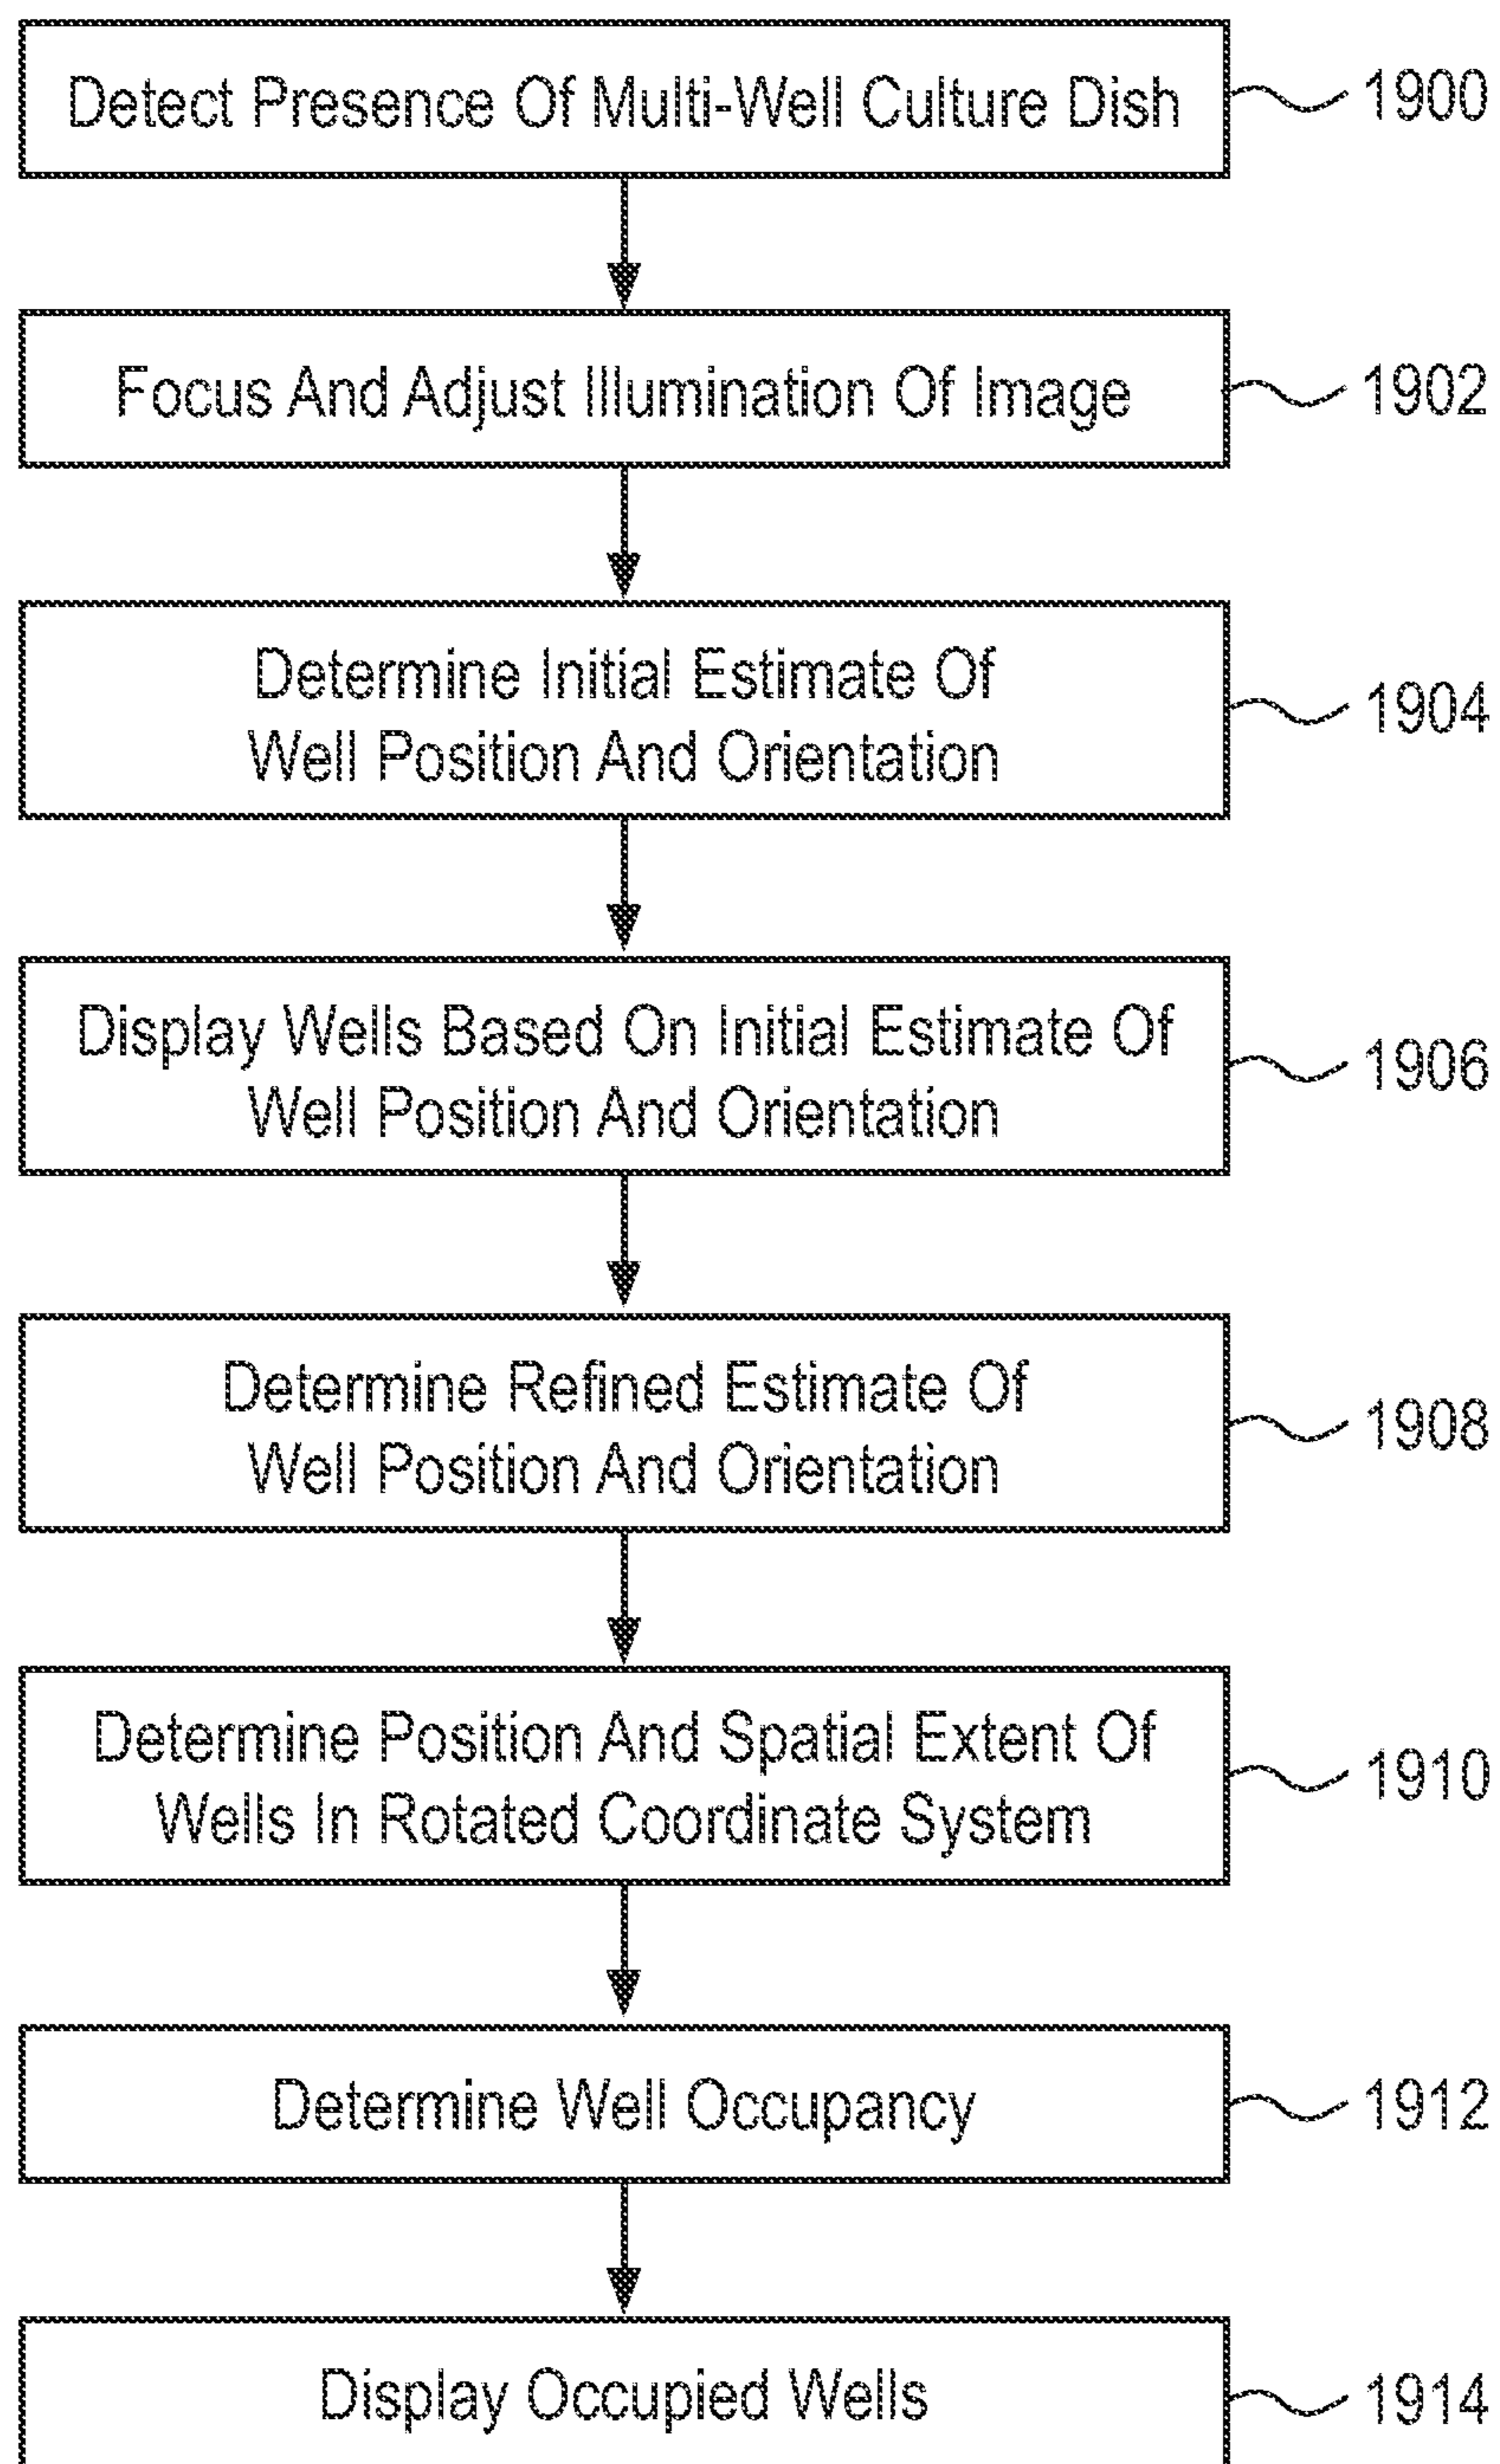 Detect Presence Of Multi-Well Culture Dish
1900
Focus And Adjust Illumination Of Image
1902
Determine Initial Estimate Of
Well Position And Orientation
1904
Display Wells Based On Initial Estimate Of
Well Position And Orientation
1906
Determine Refined Estimate Of
Well Position And Orientation
1908
Determine Position And Spatial Extent Of
Wells In Rotated Coordinate System
1910
Determine Well Occupancy
1912
Display Occupied Wells
1914